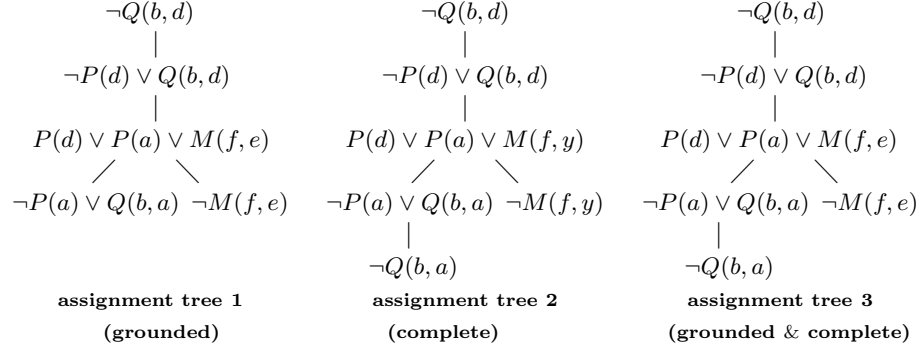 ¬Q(b, d) ¬Q(b, d) ¬Q(b, d)
¬P(d) ∨ Q(b, d) ¬P(d) ∨ Q(b, d) ¬P(d) ∨ Q(b, d)
P(d) ∨ P(a) ∨ M(f, e) P(d) ∨ P(a) ∨ M(f, y) P(d) ∨ P(a) ∨ M(f, e)
¬P(a) ∨ Q(b, a) ¬M(f, e) ¬P(a) ∨ Q(b, a) ¬M(f, y) ¬P(a) ∨ Q(b, a) ¬M(f, e)
¬Q(b, a) ¬Q(b, a)
assignment tree 1 assignment tree 2 assignment tree 3
(grounded) (complete) (grounded & complete)